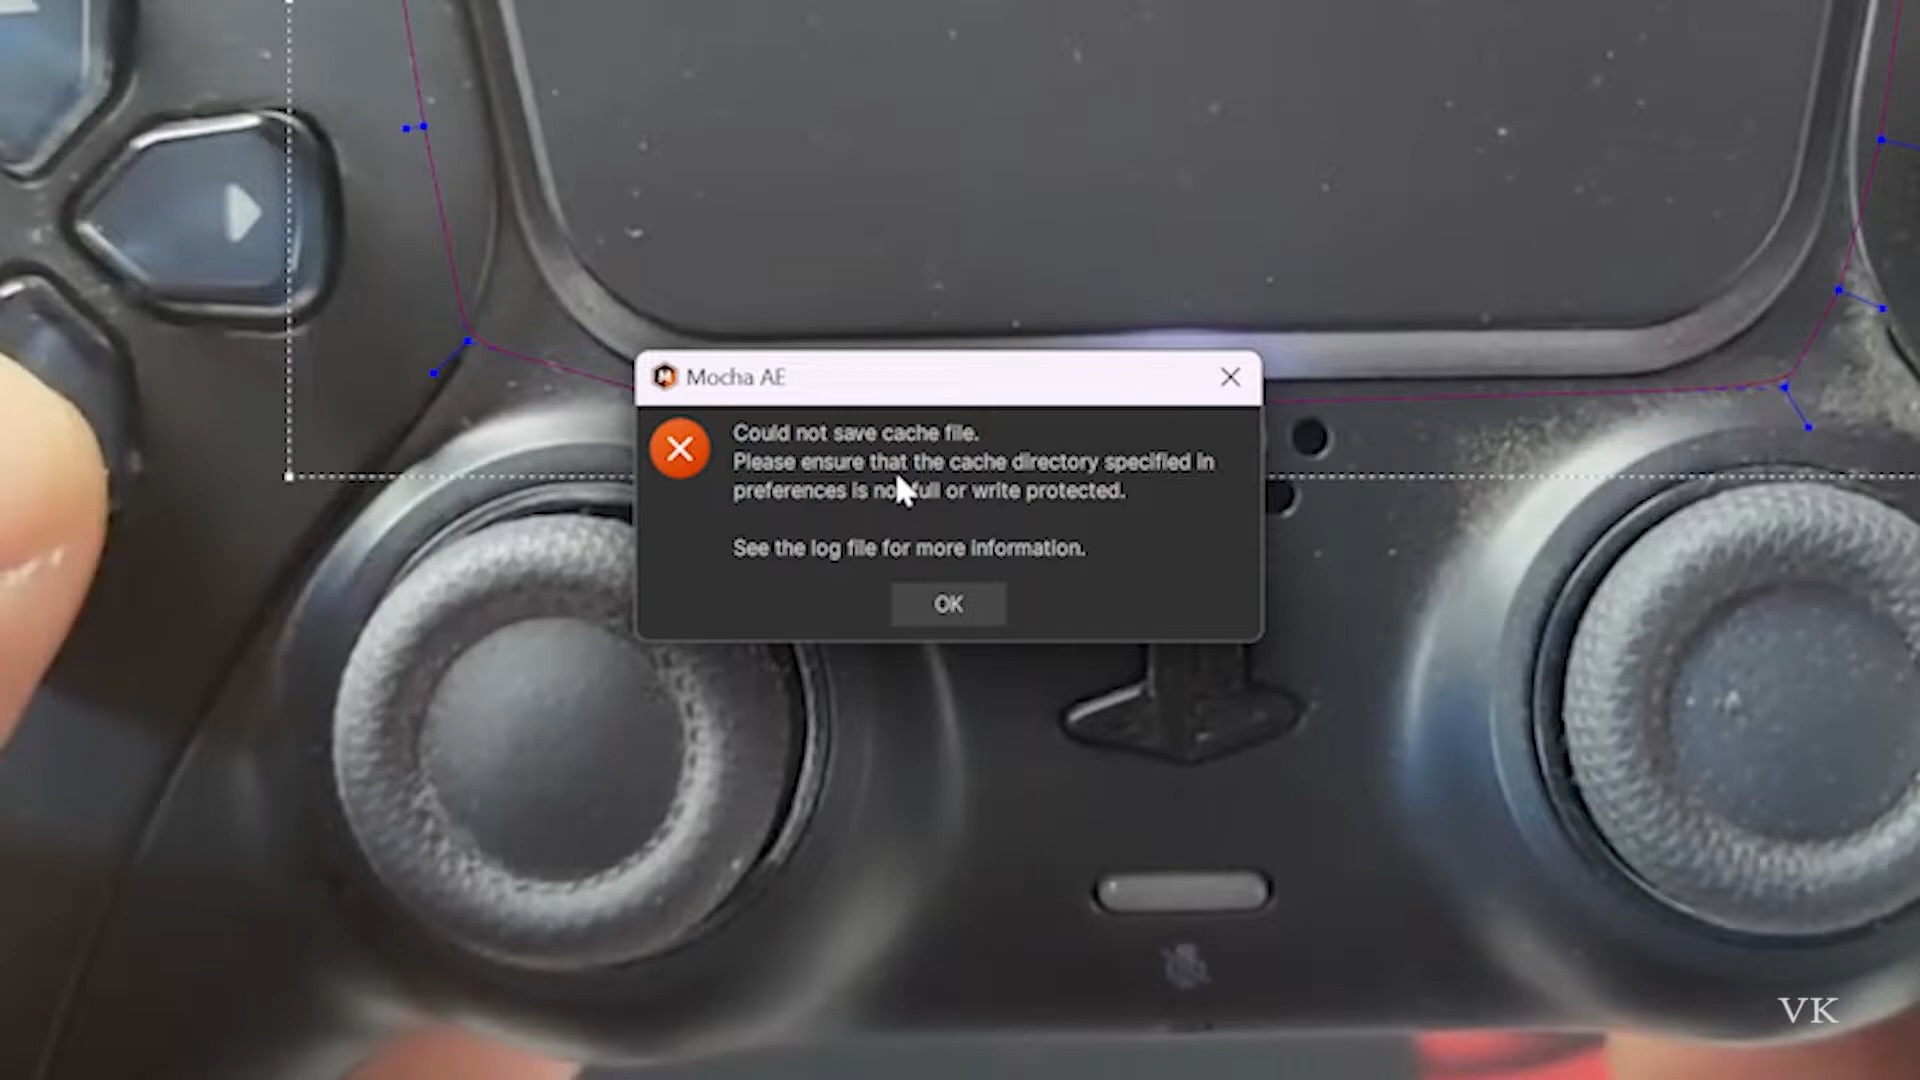 Mocha AE
Could not save cache file.
Please ensure that the cache directory specified in
preferences is not full or write protected.
See the log file for more information.
OK
VK